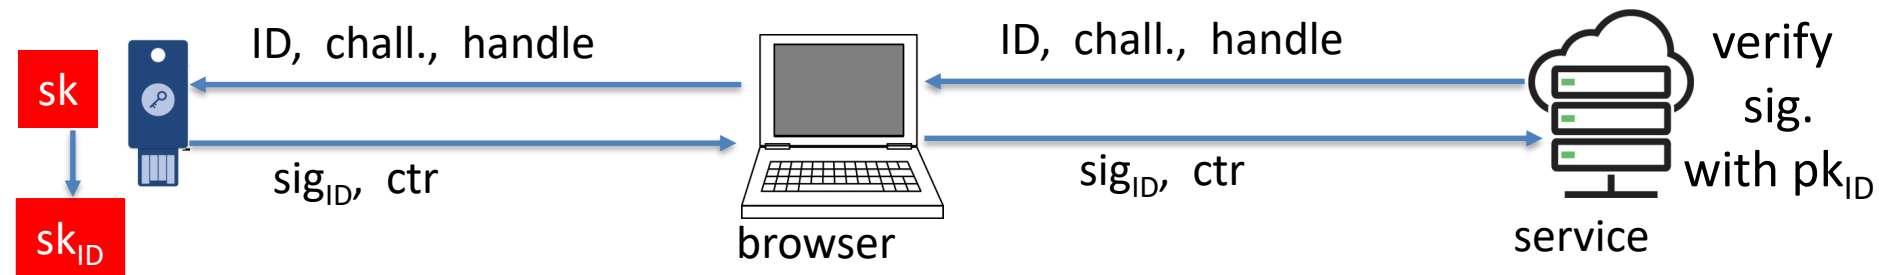 sk
sk_ID
ID, chall., handle
sig_ID, ctr
browser
ID, chall., handle
sig_ID, ctr
service
verify
sig.
with pk_ID